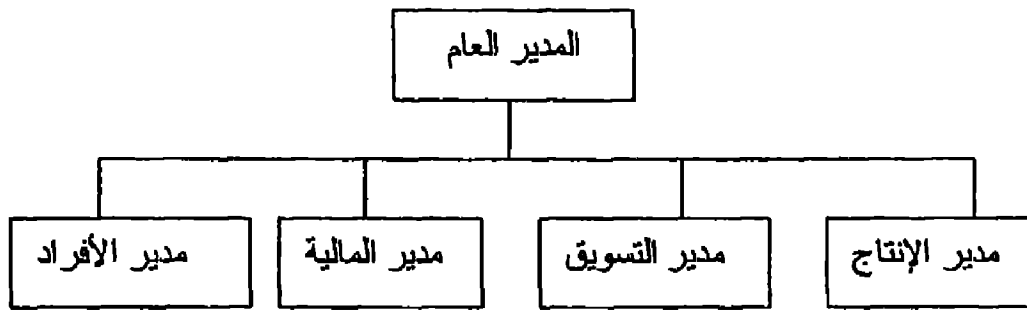 المدير العام
مدير الإنتاج
مدير التسويق
مدير المالية
مدير الأفراد